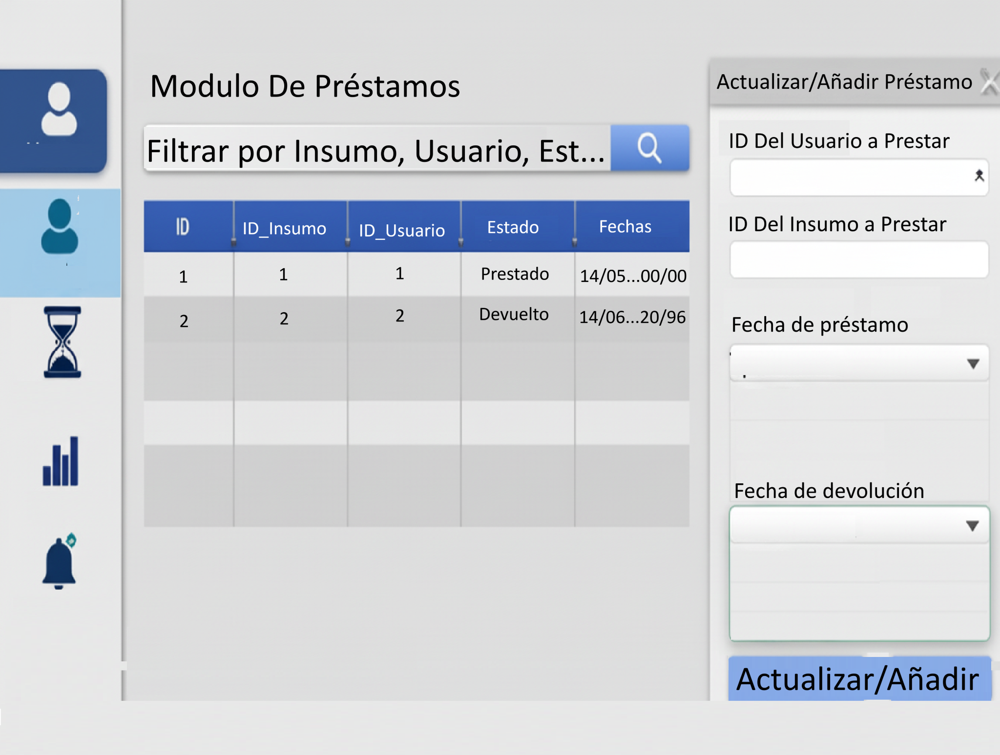 Modulo De Préstamos
Filtrar por Insumo, Usuario, Est...
ID ID_Insumo ID_Usuario Estado Fechas
1 1 1 Prestado 14/05...00/00
2 2 2 Devuelto 14/06...20/96
Actualizar/Añadir Préstamo X
ID Del Usuario a Prestar
ID Del Insumo a Prestar
Fecha de préstamo
Fecha de devolución
Actualizar/Añadir